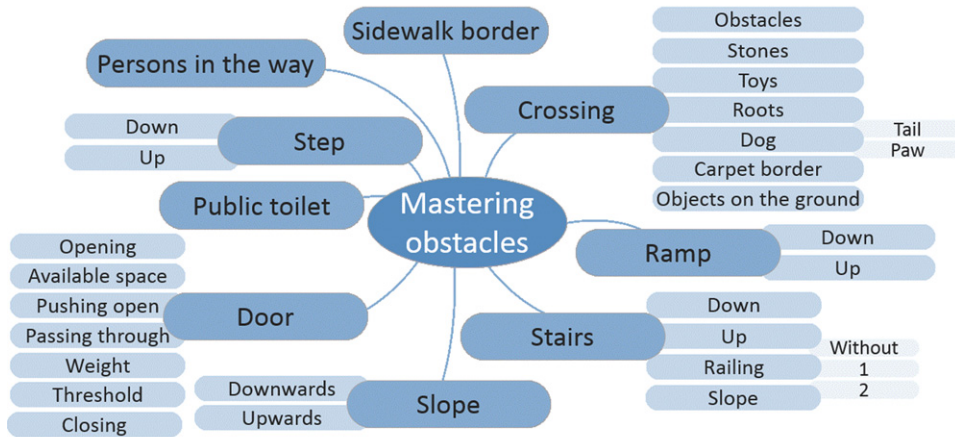 Mastering
obstacles
Sidewalk border
Persons in the way
Crossing
Obstacles
Stones
Toys
Roots
Dog
Tail
Paw
Carpet border
Objects on the ground
Step
Down
Up
Public toilet
Ramp
Down
Up
Door
Opening
Available space
Pushing open
Passing through
Weight
Threshold
Closing
Stairs
Down
Up
Railing
Without
1
2
Slope
Slope
Downwards
Upwards